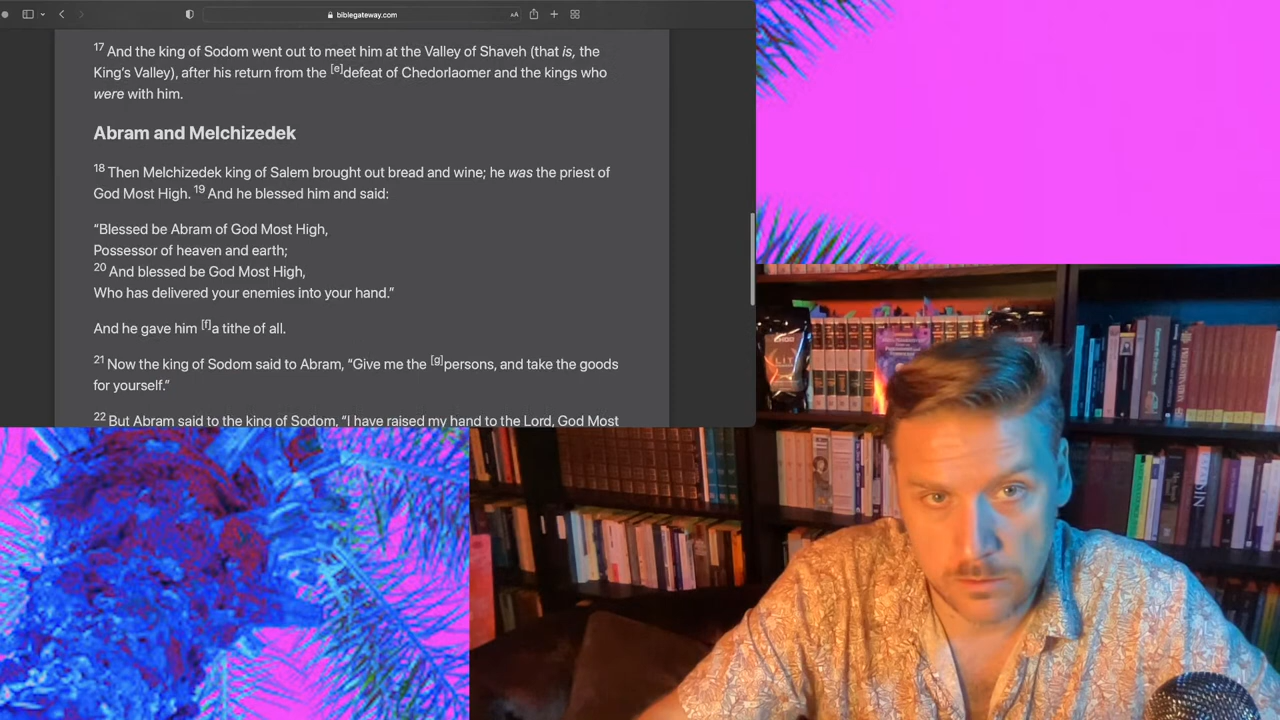 biblegateway.com
17 And the king of Sodom went out to meet him at the Valley of Shaveh (that is, the
King’s Valley), after his return from the [e]defeat of Chedorlaomer and the kings who
were with him.
Abram and Melchizedek
18 Then Melchizedek king of Salem brought out bread and wine; he was the priest of
God Most High. 19 And he blessed him and said:
“Blessed be Abram of God Most High,
Possessor of heaven and earth;
20 And blessed be God Most High,
Who has delivered your enemies into your hand.”
And he gave him [f]a tithe of all.
21 Now the king of Sodom said to Abram, “Give me the [g]persons, and take the goods
for yourself.”
22 But Abram said to the king of Sodom, “I have raised my hand to the Lord, God Most